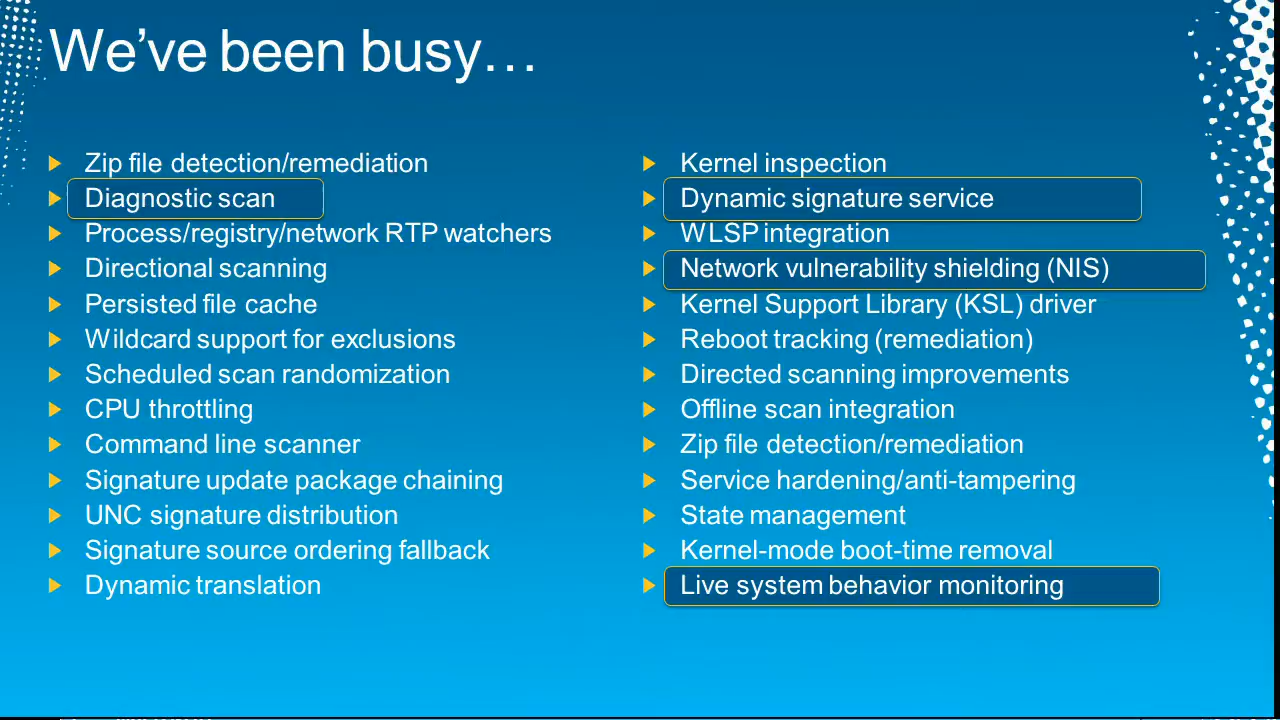 We've been busy…
Zip file detection/remediation
Diagnostic scan
Process/registry/network RTP watchers
Directional scanning
Persisted file cache
Wildcard support for exclusions
Scheduled scan randomization
CPU throttling
Command line scanner
Signature update package chaining
UNC signature distribution
Signature source ordering fallback
Dynamic translation
Kernel inspection
Dynamic signature service
WLSP integration
Network vulnerability shielding (NIS)
Kernel Support Library (KSL) driver
Reboot tracking (remediation)
Directed scanning improvements
Offline scan integration
Zip file detection/remediation
Service hardening/anti-tampering
State management
Kernel-mode boot-time removal
Live system behavior monitoring